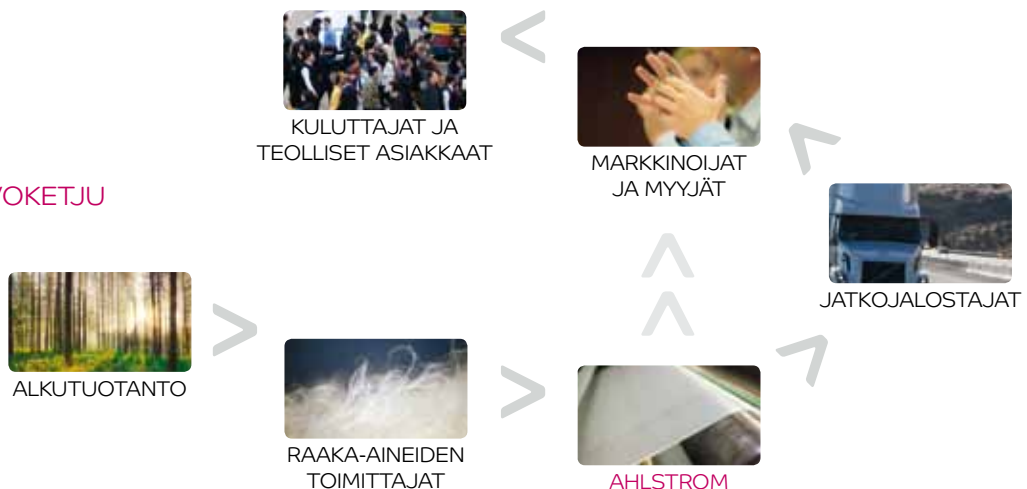 KULUTTAJAT JA
TEOLLISET ASIAKKAAT
MARKKINOIJAT
JA MYYJÄT
VOKETJU
JATKOJALOSTAJAT
ALKUTUOTANTO
RAAKA-AINEIDEN
TOIMITTAJAT
AHLSTROM